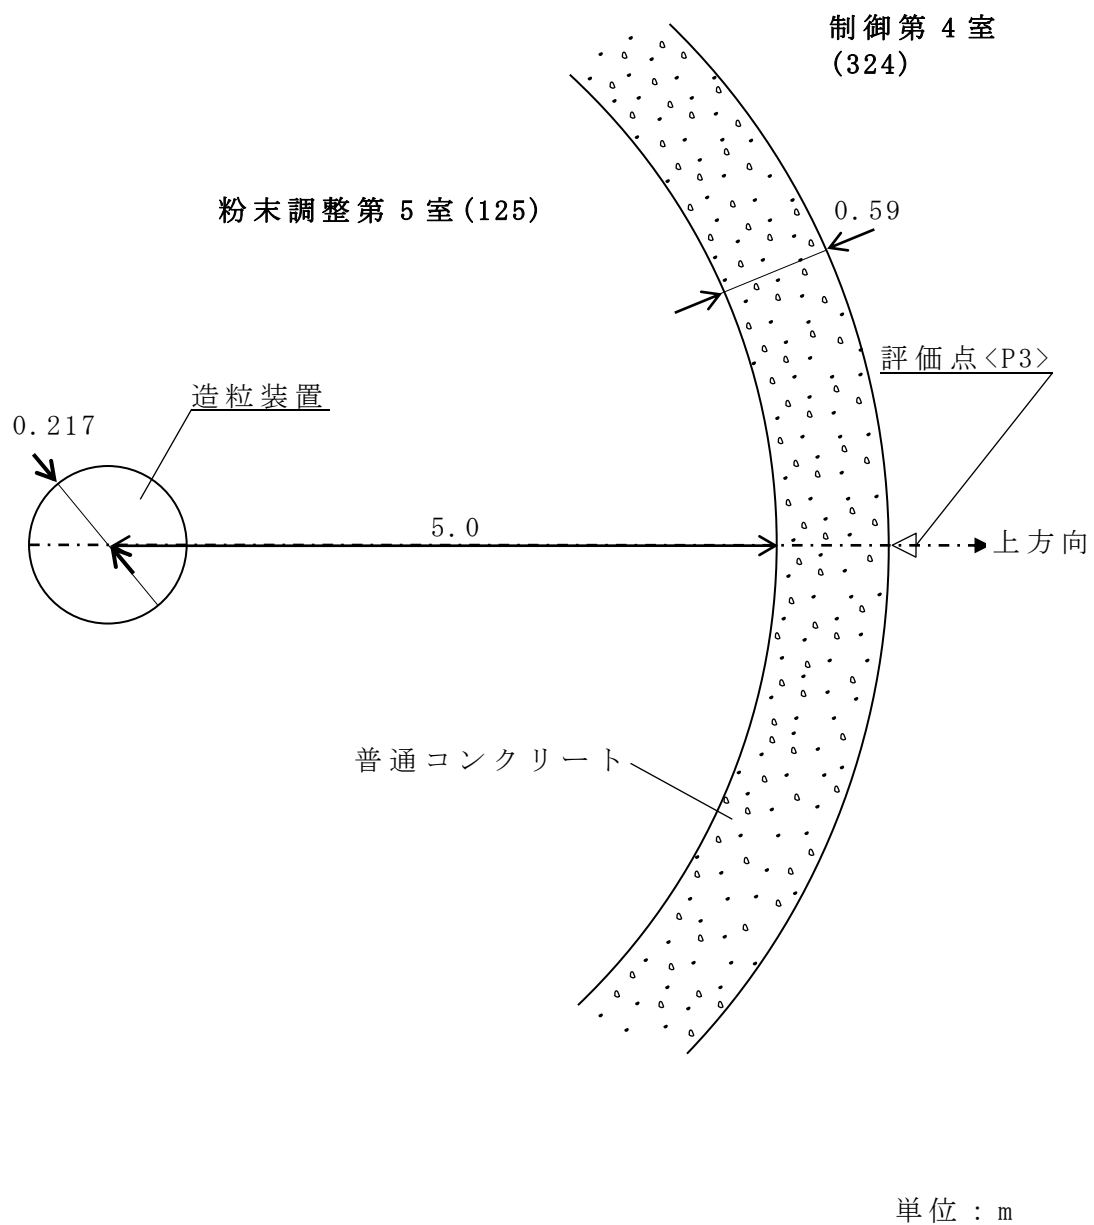 制御第4室
(324)
粉末調整第5室(125)
0.59
評価点<P3>
造粒装置
0.217
5.0
上方向
普通コンクリート
単位：m